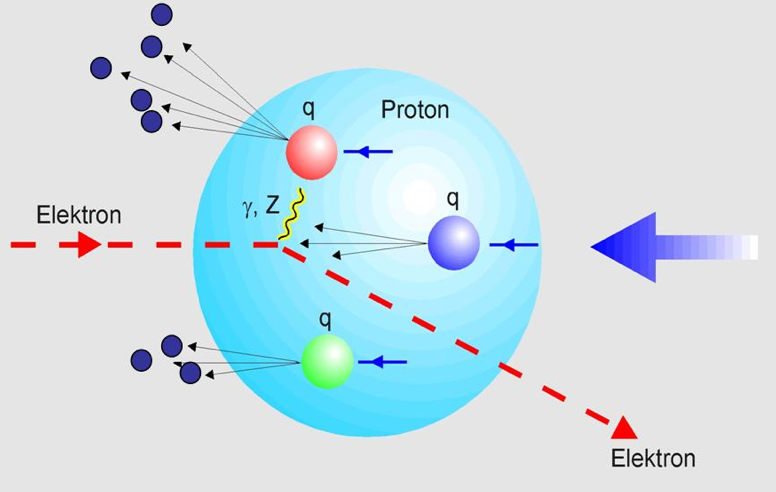 q
Proton
q
γ, Z
Elektron
q
Elektron